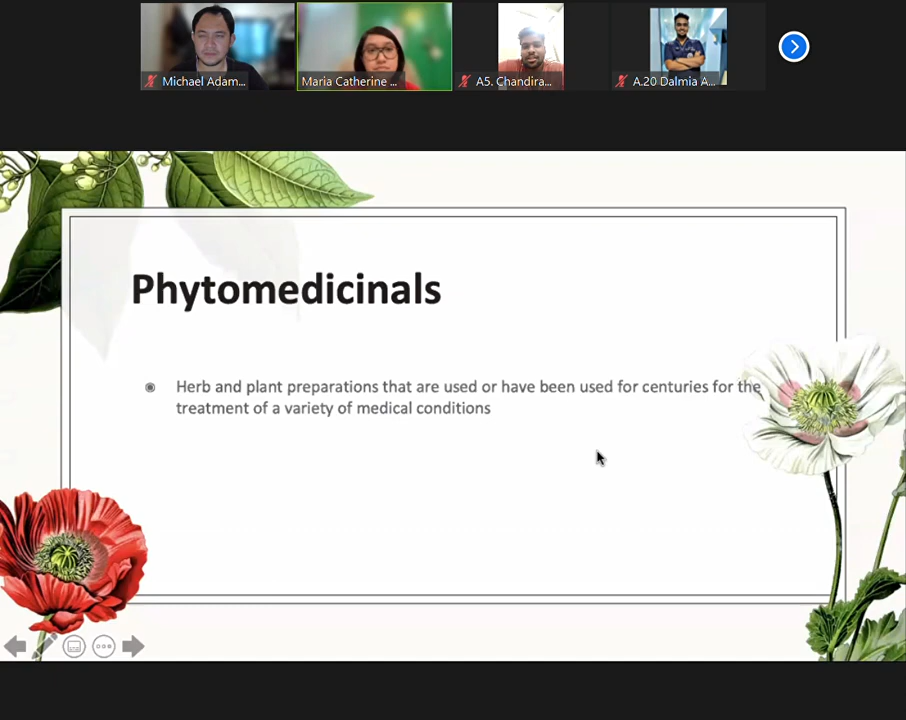 Michael Adam...
Maria Catherine ...
A5. Chandira...
A.20 Dalmia A...
Phytomedicinals
Herb and plant preparations that are used or have been used for centuries for the
treatment of a variety of medical conditions